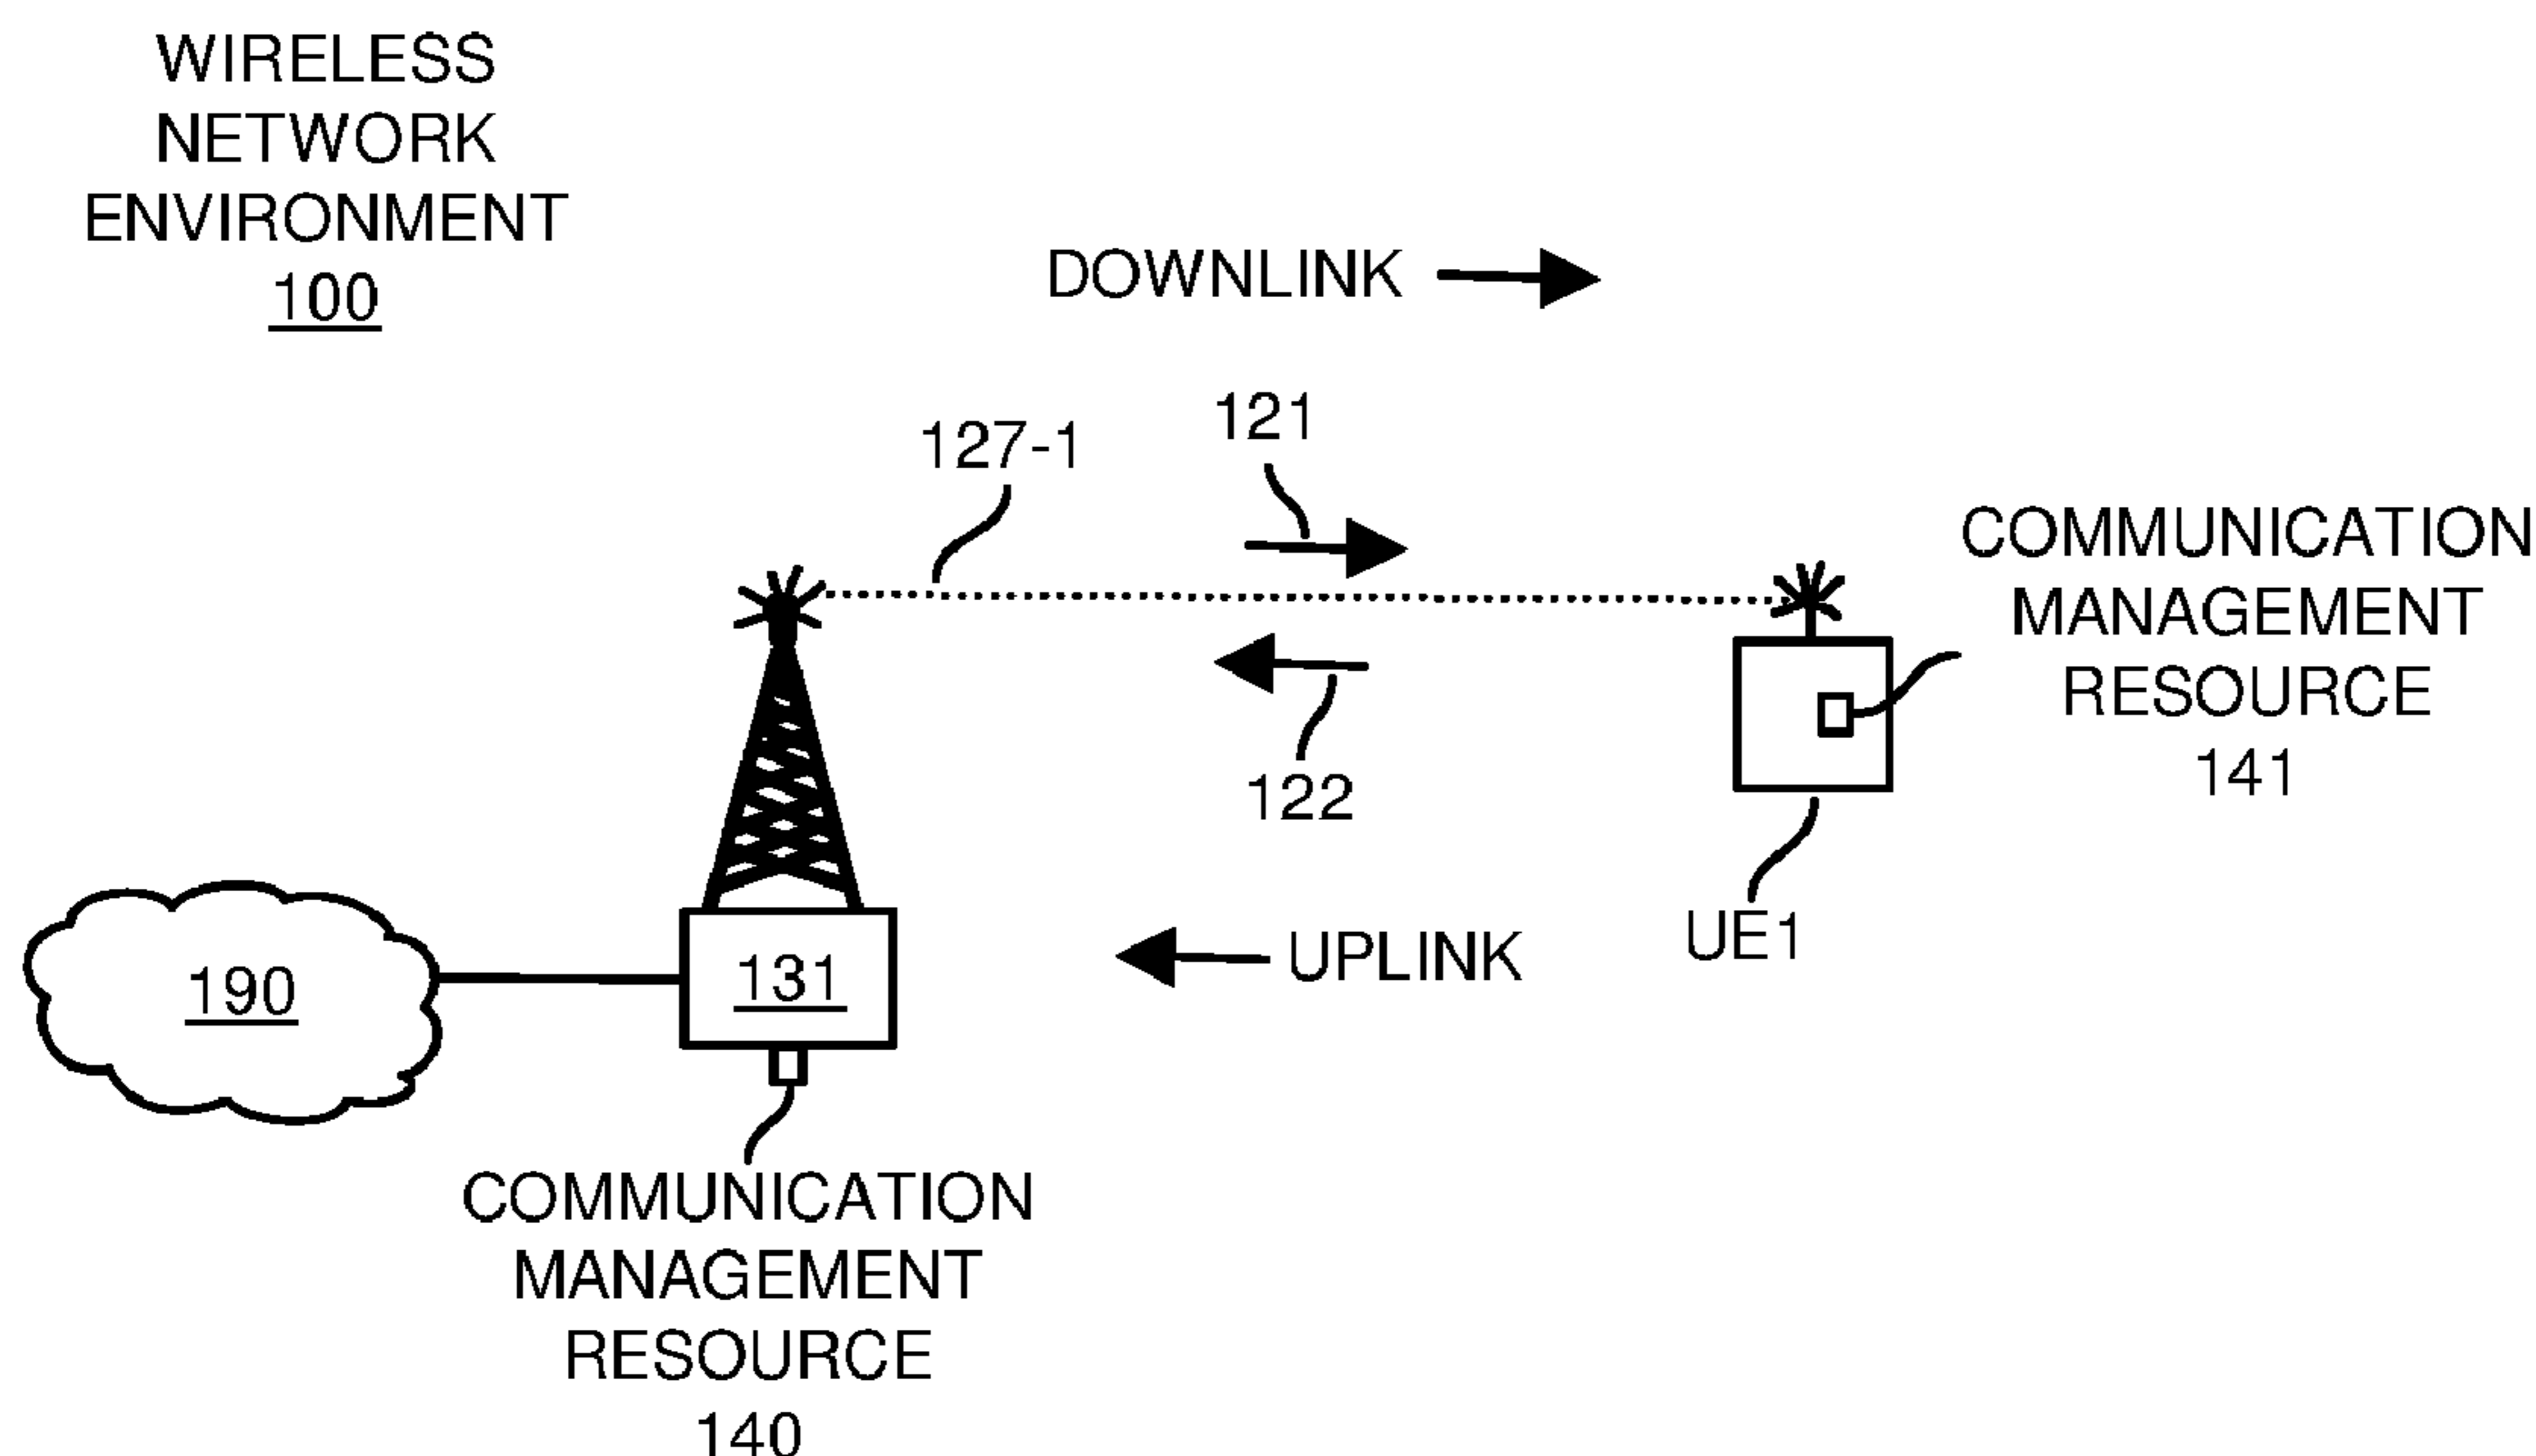 WIRELESS
NETWORK
ENVIRONMENT
100
DOWNLINK
121
127-1
COMMUNICATION
MANAGEMENT
RESOURCE
141
122
UE1
UPLINK
190
131
COMMUNICATION
MANAGEMENT
RESOURCE
140